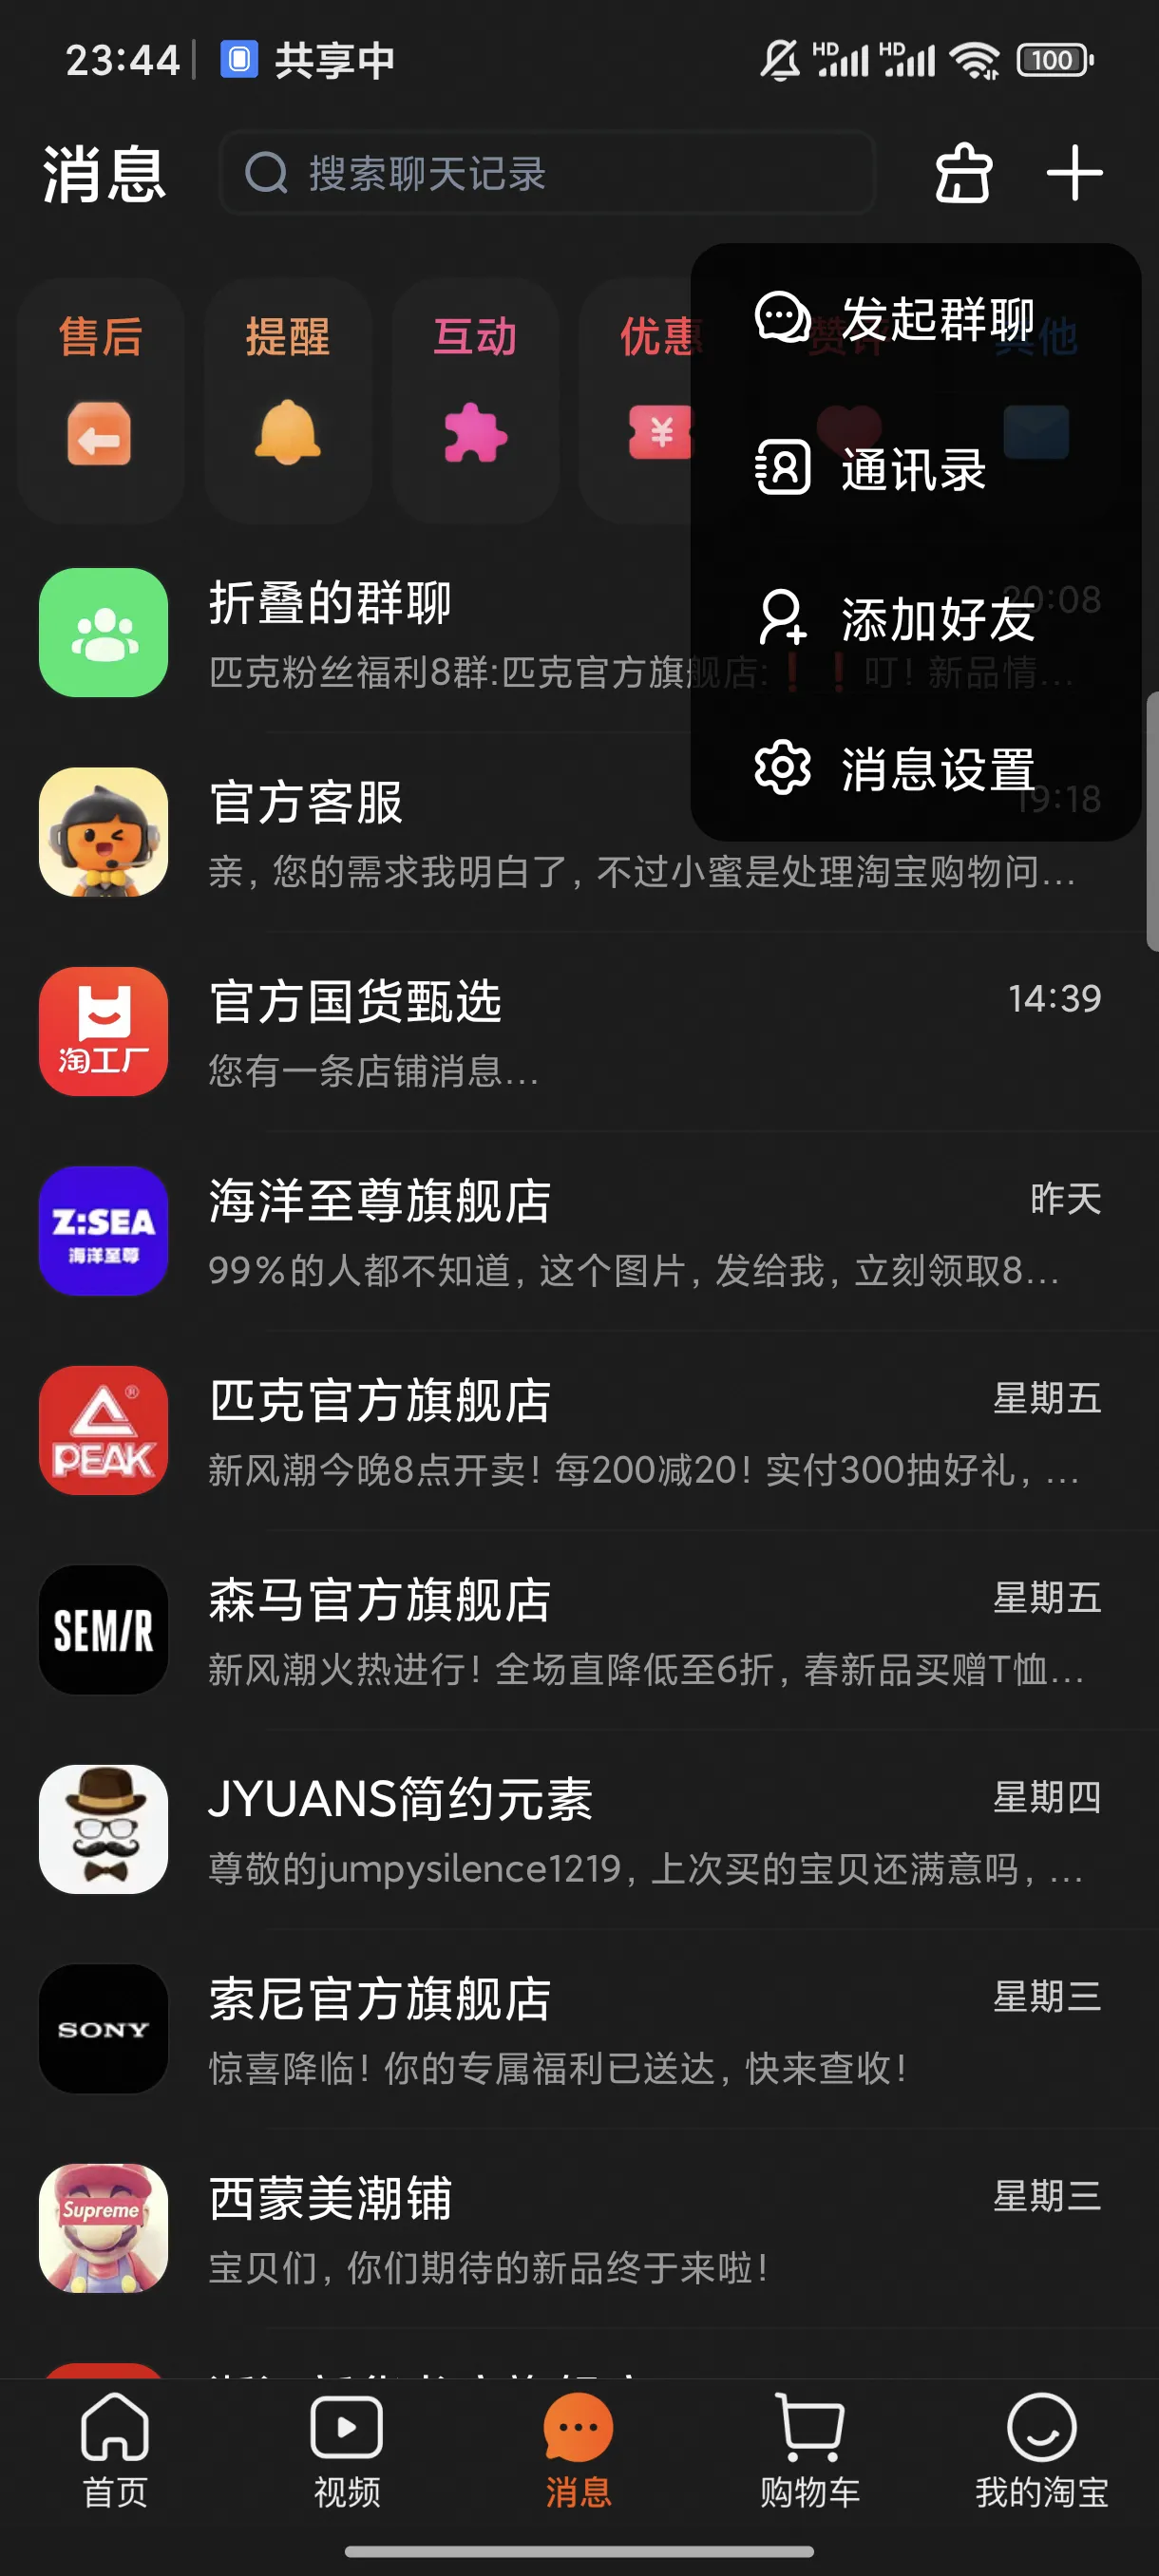 23:44 共享中 HD HD 100
消息 搜索聊天记录
售后 提醒 互动 优惠 赞评 其他
发起群聊
通讯录
添加好友
消息设置
折叠的群聊 20:08
匹克粉丝福利8群:匹克官方旗舰店:❗❗叮！新品情...
官方客服 19:18
亲，您的需求我明白了，不过小蜜是处理淘宝购物问...
淘工厂
官方国货甄选 14:39
您有一条店铺消息...
Z:SEA
海洋至尊
海洋至尊旗舰店 昨天
99%的人都不知道，这个图片，发给我，立刻领取8...
PEAK®
匹克官方旗舰店 星期五
新风潮今晚8点开卖！每200减20！实付300抽好礼，...
SEM/R
森马官方旗舰店 星期五
新风潮火热进行！全场直降低至6折，春新品买赠T恤...
JYUANS简约元素 星期四
尊敬的jumpysilence1219，上次买的宝贝还满意吗，...
SONY
索尼官方旗舰店 星期三
惊喜降临！你的专属福利已送达，快来查收！
Supreme
西蒙美潮铺 星期三
宝贝们，你们期待的新品终于来啦！
首页 视频 消息 购物车 我的淘宝